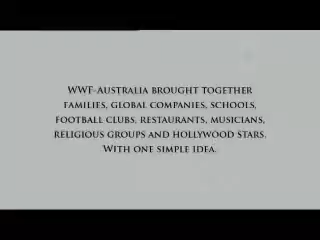 WWF-Australia brought together
families, global companies, schools,
football clubs, restaurants, musicians,
religious groups and hollywood stars.
With one simple idea.